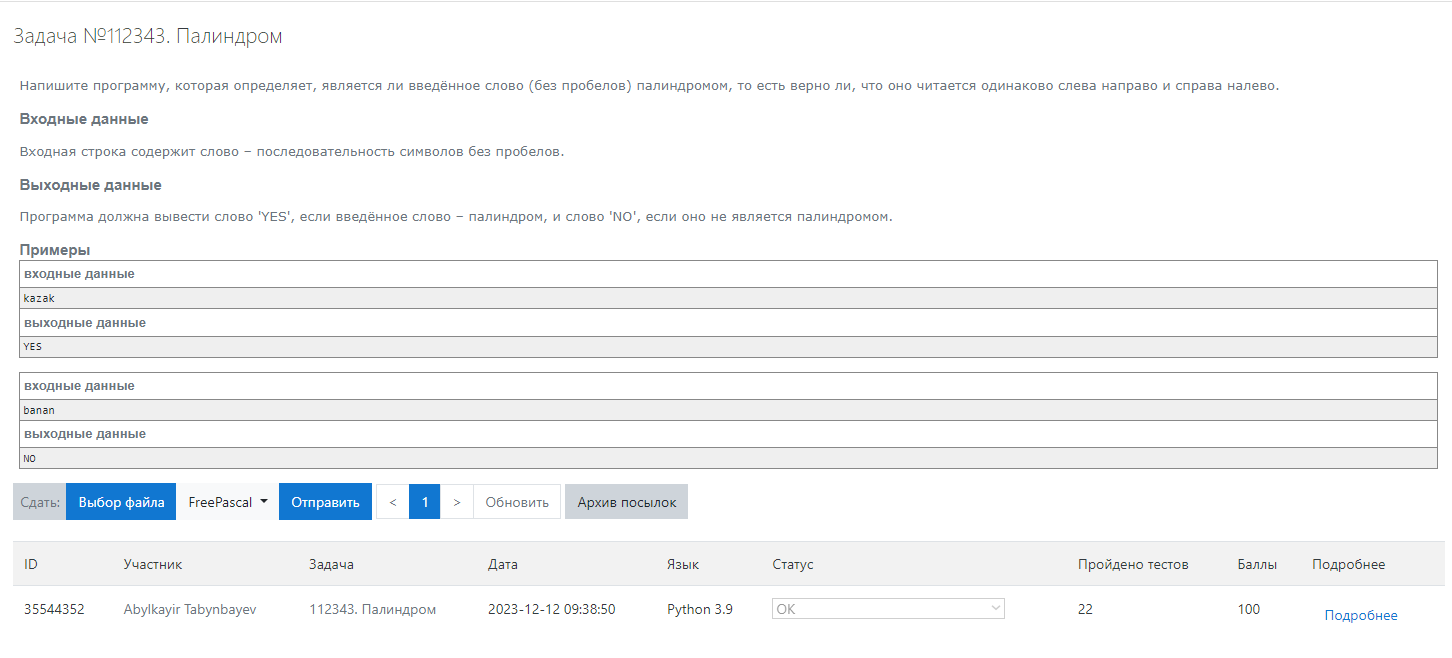 Задача №112343. Палиндром
Напишите программу, которая определяет, является ли введённое слово (без пробелов) палиндромом, то есть верно ли, что оно читается одинаково слева направо и справа налево.
Входные данные
Входная строка содержит слово – последовательность символов без пробелов.
Выходные данные
Программа должна вывести слово 'YES', если введённое слово – палиндром, и слово 'NO', если оно не является палиндромом.
Примеры
входные данные
kazak
выходные данные
YES
входные данные
banan
выходные данные
NO
Сдать: Выбор файла FreePascal Отправить < 1 > Обновить Архив посылок
ID Участник Задача Дата Язык Статус Пройдено тестов Баллы Подробнее
35544352 Abylkayir Tabynbayev 112343. Палиндром 2023-12-12 09:38:50 Python 3.9 OK 22 100 Подробнее